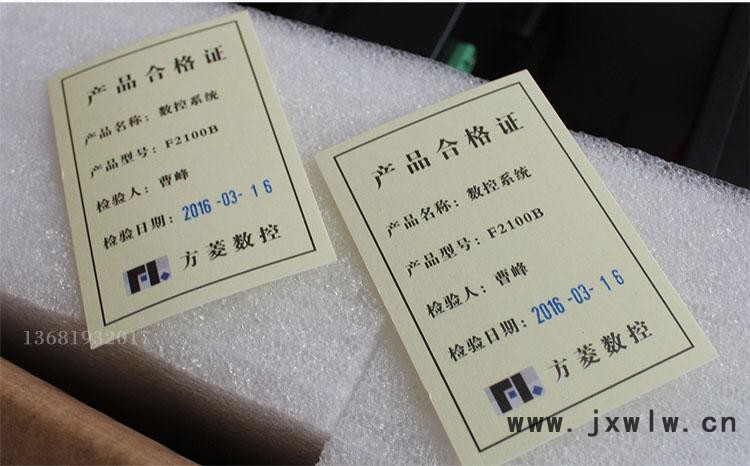 产品合格证
产品名称：数控系统
产品型号：F2100B
检验人：曹峰
检验日期：2016-03-16
FL
方菱数控
产品合格证
产品名称：数控系统
产品型号：F2100B
检验人：曹峰
检验日期：2016-03-16
FL
方菱数控
13681932017
www.jxwlw.cn